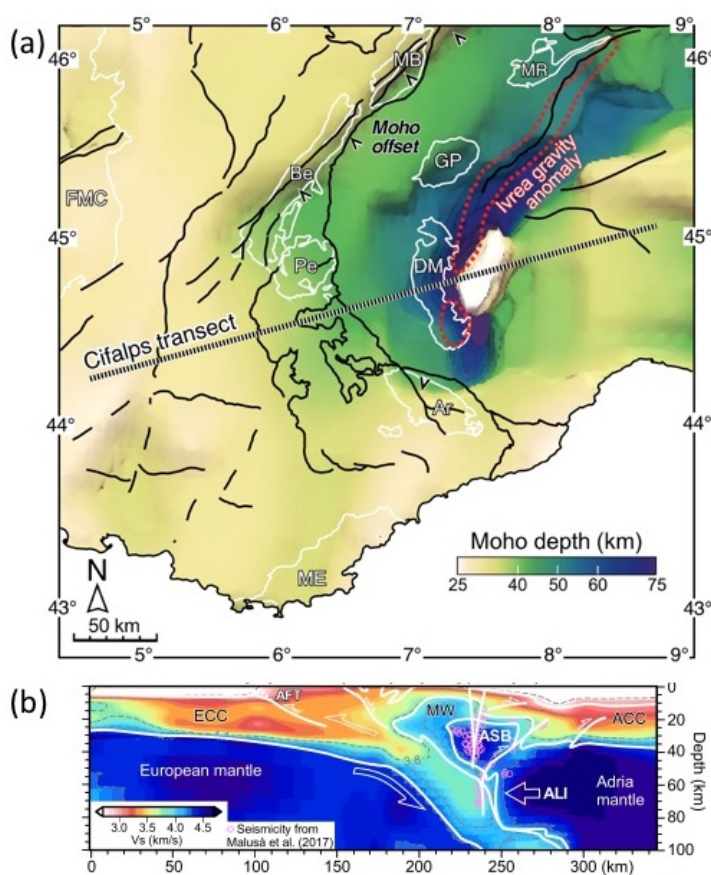 (a)
5° 6° 7° 8° 9°
46° 46°
MB
MR
Moho
offset
GP
Ivrea gravity
anomaly
FMC
Be
45° 45°
Pe
DM
Cifalps transect
44° 44°
Ar
Moho depth (km)
25 50 60 75
N
ME
43° 43°
50 km
5° 6° 7° 8° 9°
(b)
AFT
ECC
MW
ASB
ACC
European mantle
ALI
Adria
mantle
3.8
3.0 3.5 4.0 4.5
Vs (km/s)
Seismicity from
Malusà et al. (2017)
0
20
40
60
80
100
Depth (km)
0 50 100 150 200 250 300 (km)